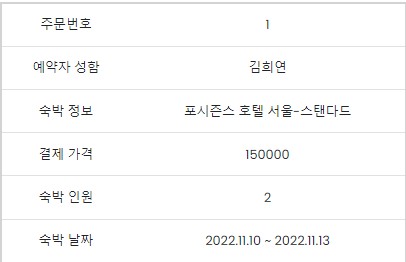 주문번호 1
예약자 성함 김희연
숙박 정보 포시즌스 호텔 서울-스탠다드
결제 가격 150000
숙박 인원 2
숙박 날짜 2022.11.10 ~ 2022.11.13